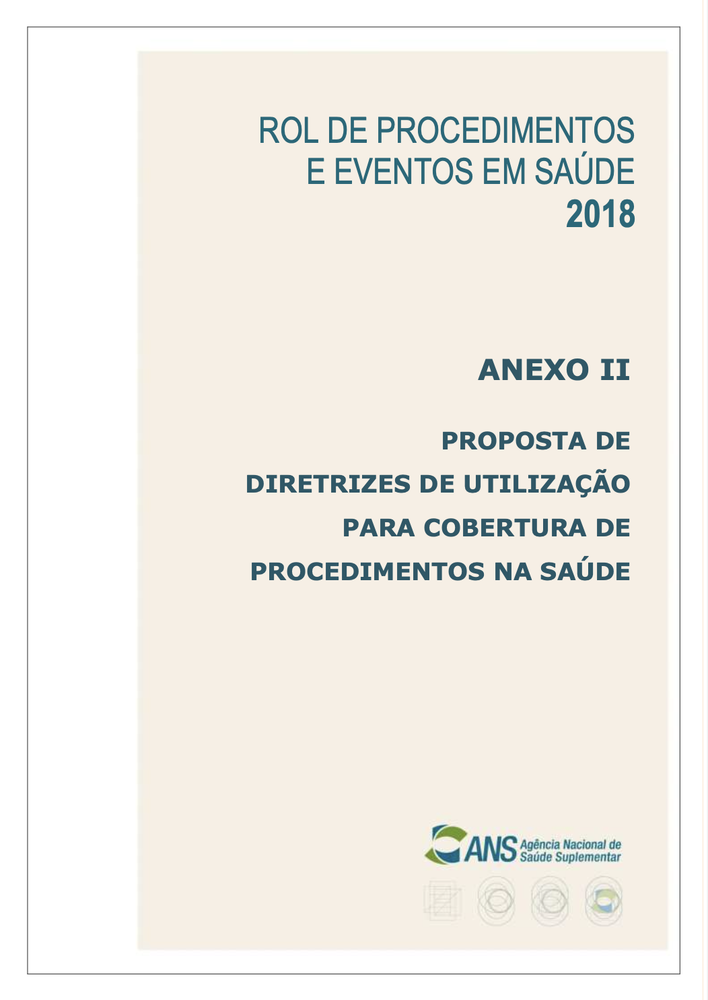 ROL DE PROCEDIMENTOS
E EVENTOS EM SAÚDE
2018
ANEXO II
PROPOSTA DE
DIRETRIZES DE UTILIZAÇÃO
PARA COBERTURA DE
PROCEDIMENTOS NA SAÚDE
ANS Agência Nacional de
Saúde Suplementar